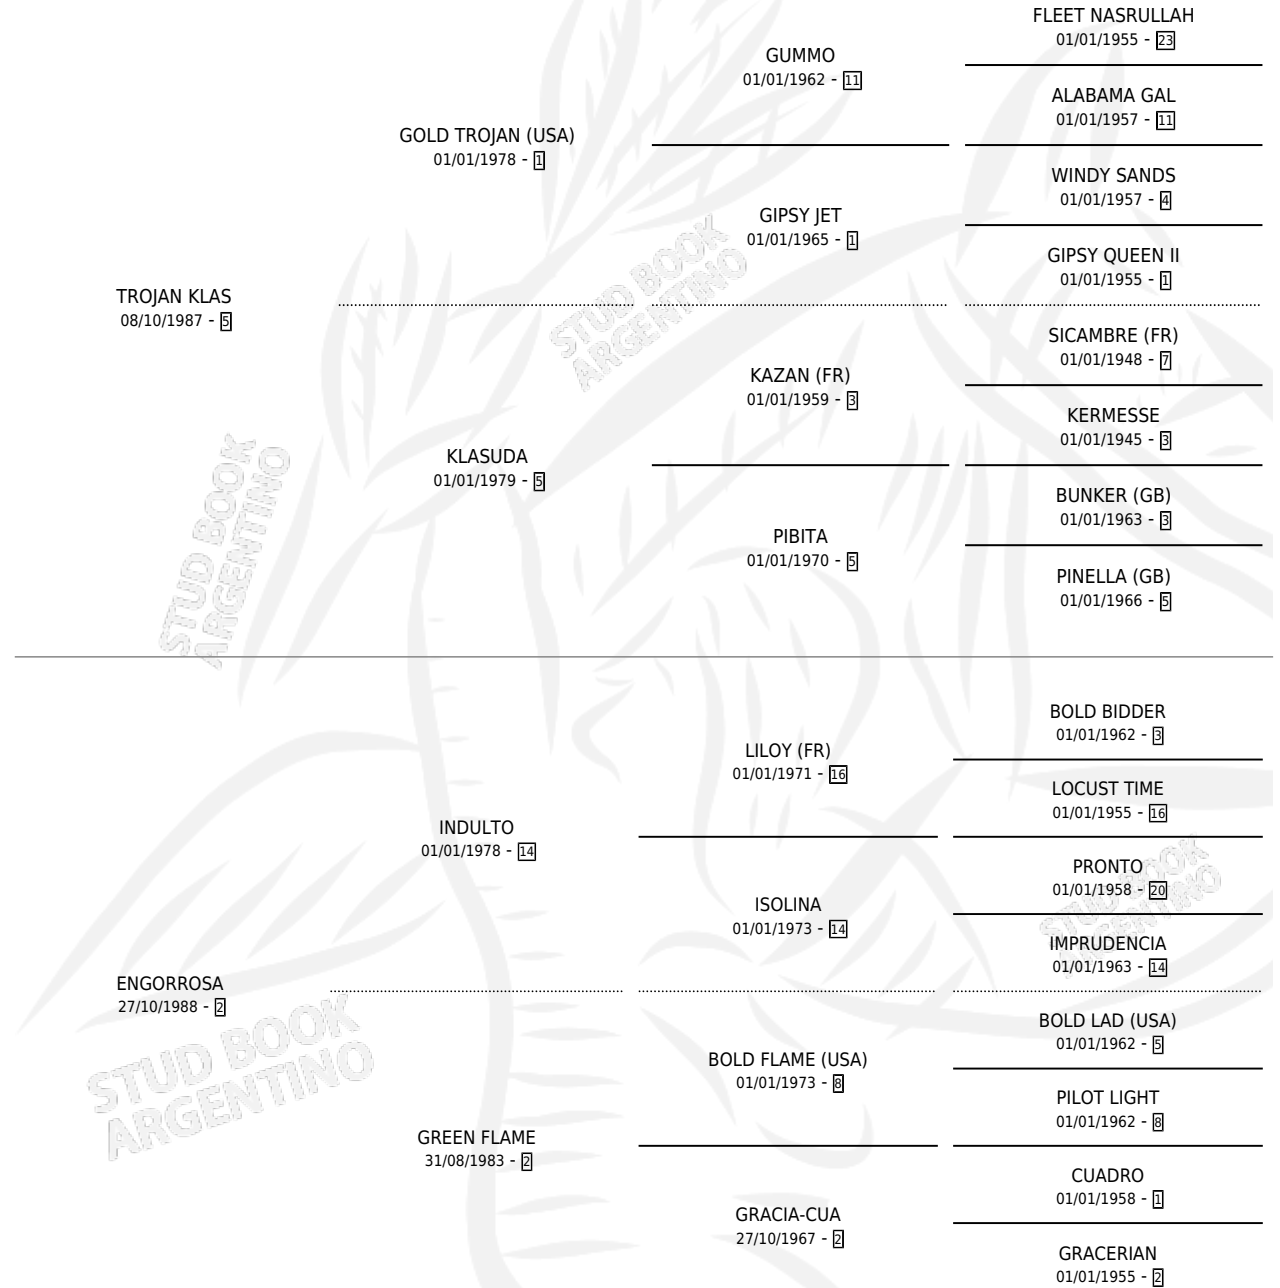 FLEET NASRULLAH
01/01/1955 - 23
GUMMO
01/01/1962 - 11
ALABAMA GAL
01/01/1957 - 11
GOLD TROJAN (USA)
01/01/1978 - 1
WINDY SANDS
01/01/1957 - 4
GIPSY JET
01/01/1965 - 1
GIPSY QUEEN II
01/01/1955 - 1
TROJAN KLAS
08/10/1987 - 5
SICAMBRE (FR)
01/01/1948 - 7
KAZAN (FR)
01/01/1959 - 3
KERMESSE
01/01/1945 - 3
KLASUDA
01/01/1979 - 5
BUNKER (GB)
01/01/1963 - 3
PIBITA
01/01/1970 - 5
PINELLA (GB)
01/01/1966 - 5
STUD BOOK
ARGENTINO
STUD BOOK
ARGENTINO
BOLD BIDDER
01/01/1962 - 3
LILOY (FR)
01/01/1971 - 16
LOCUST TIME
01/01/1955 - 16
INDULTO
01/01/1978 - 14
PRONTO
01/01/1958 - 20
ISOLINA
01/01/1973 - 14
IMPRUDENCIA
01/01/1963 - 14
ENGORROSA
27/10/1988 - 2
BOLD LAD (USA)
01/01/1962 - 5
BOLD FLAME (USA)
01/01/1973 - 8
PILOT LIGHT
01/01/1962 - 8
GREEN FLAME
31/08/1983 - 2
CUADRO
01/01/1958 - 1
GRACIA-CUA
27/10/1967 - 2
GRACERIAN
01/01/1955 - 2
STUD BOOK
ARGENTINO
STUD BOOK
ARGENTINO